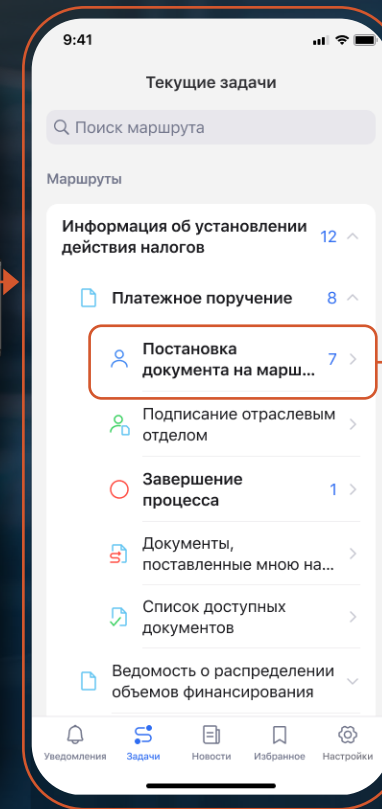 9:41
Текущие задачи
Поиск маршрута
Маршруты
Информация об установлении
действия налогов
12
Платежное поручение 8
Постановка
документа на марш...
7
Подписание отраслевым
отделом
Завершение
процесса
1
Документы,
поставленные мною на...
Список доступных
документов
Ведомость о распределении
объемов финансирования
Уведомления Задачи Новости Избранное Настройки